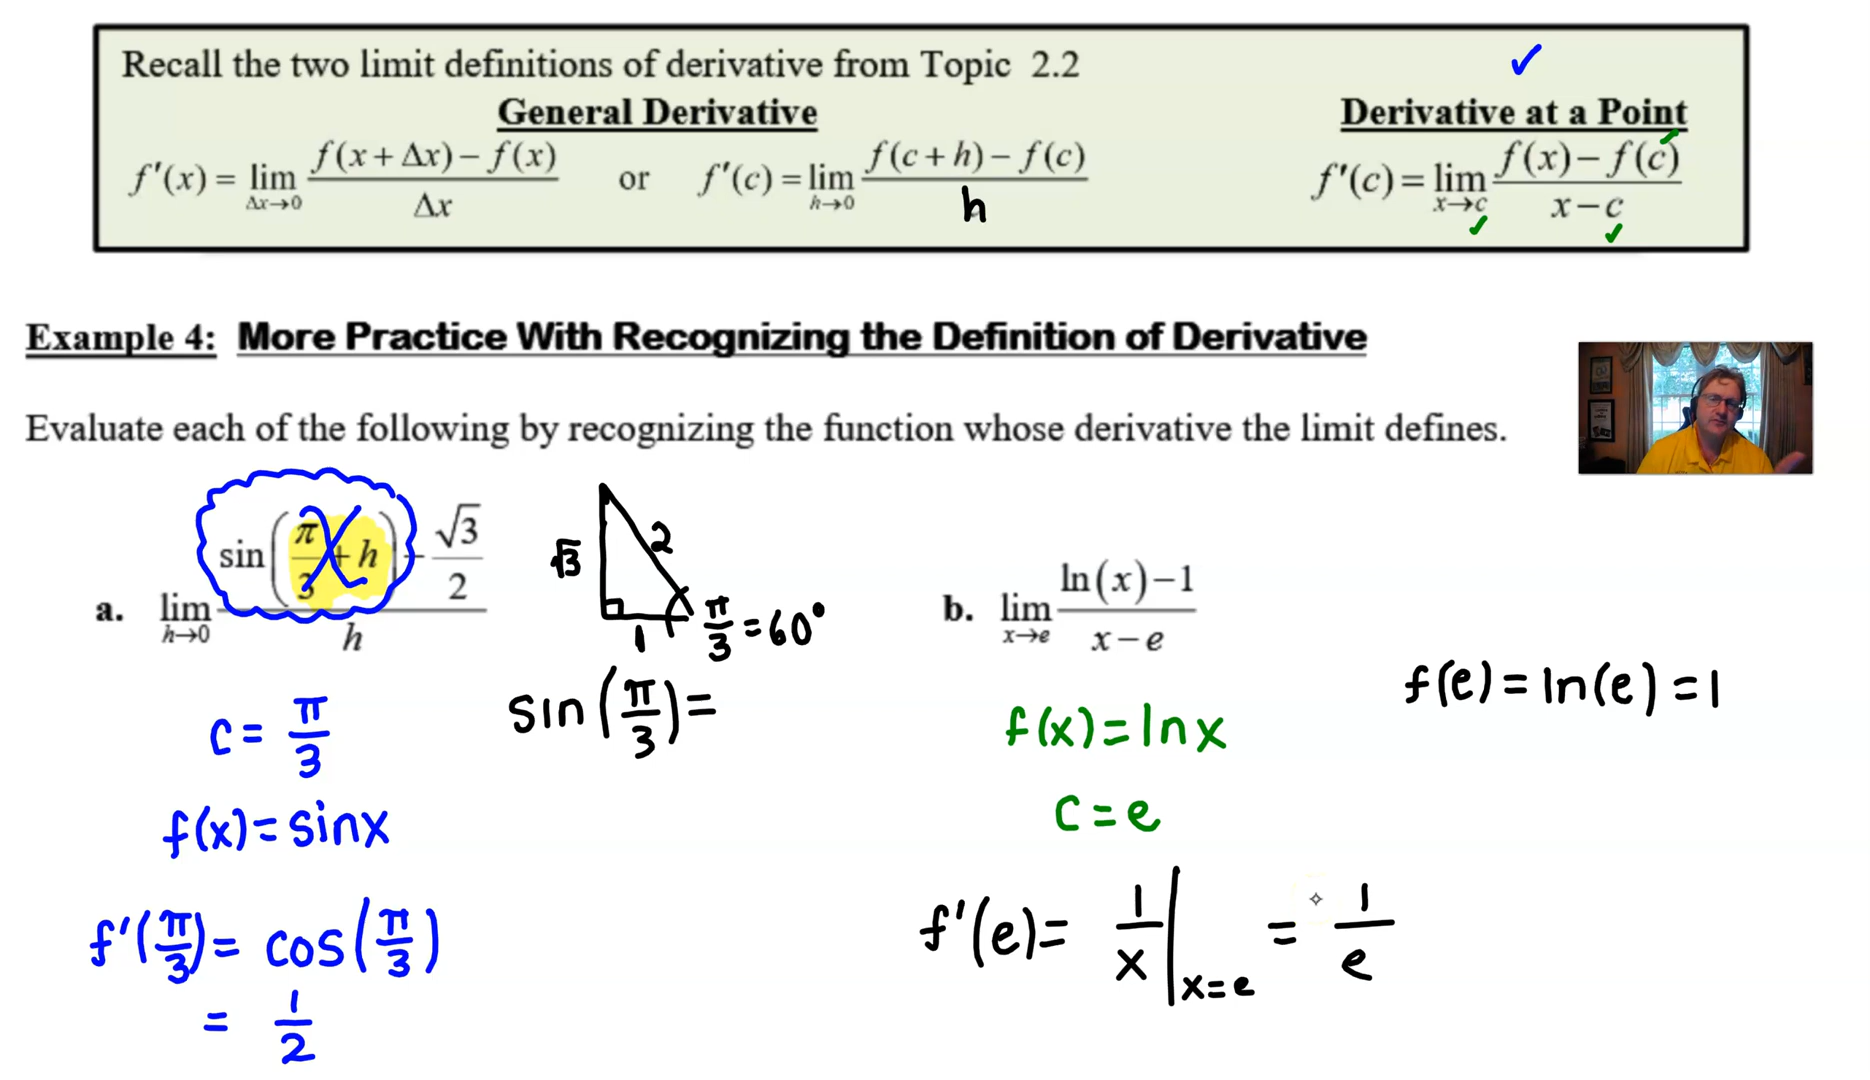 Recall the two limit definitions of derivative from Topic 2.2
✓
General Derivative
Derivative at a Point
f'(x) = lim Δx→0 (f(x + Δx) − f(x)) / Δx or f'(c) = lim h→0 (f(c + h) − f(c)) / h
f'(c) = lim x→c (f(x) − f(c)) / (x − c)
Example 4: More Practice With Recognizing the Definition of Derivative
Evaluate each of the following by recognizing the function whose derivative the limit defines.
a. lim h→0 (sin(π/3 + h) − √3/2) / h
x
√3
2
1
π/3 = 60°
sin(π/3) =
c = π/3
f(x) = sinx
f'(π/3) = cos(π/3)
= 1/2
b. lim x→e (ln(x) − 1) / (x − e)
f(e) = ln(e) = 1
f(x) = lnx
c = e
f'(e) = 1/x | x=e = 1/e